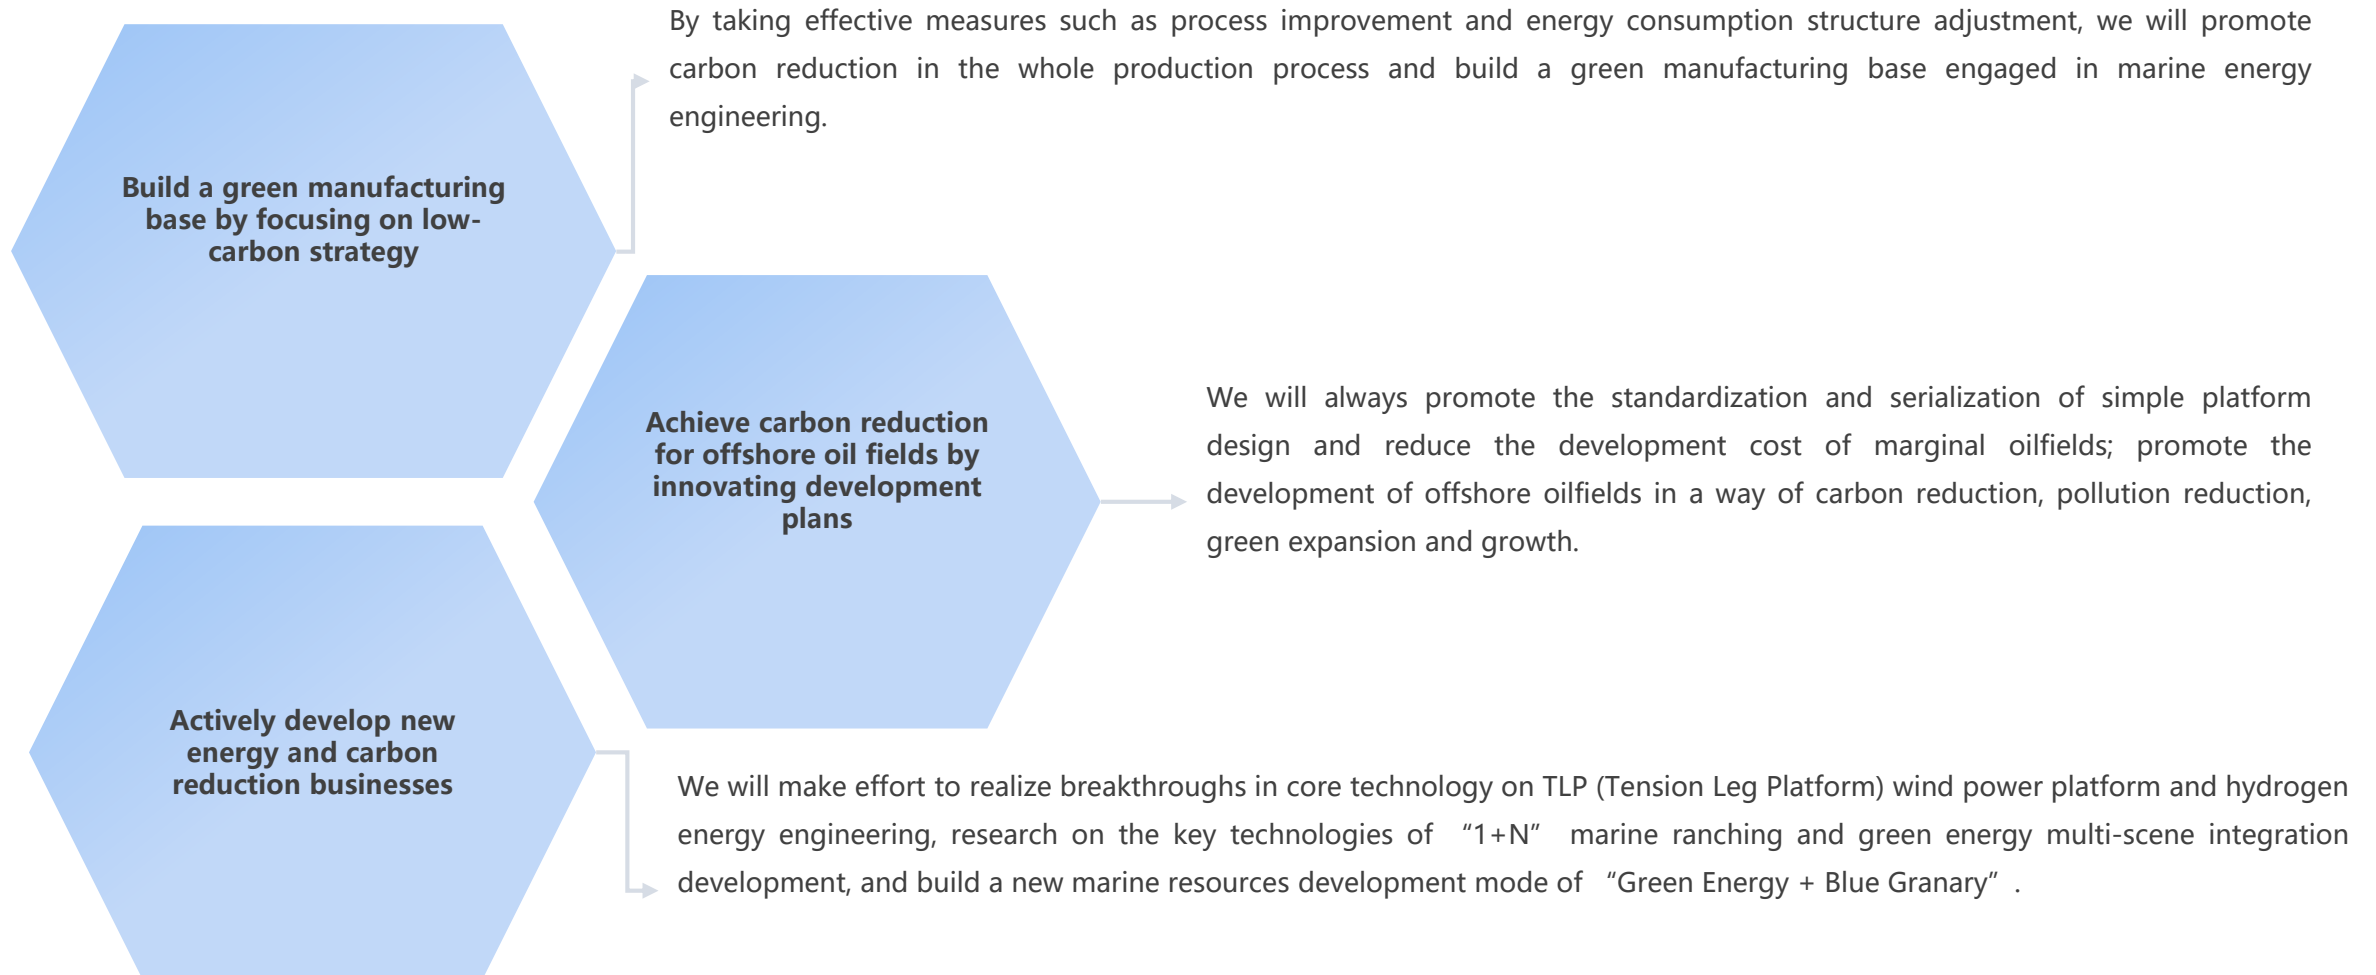 By taking effective measures such as process improvement and energy consumption structure adjustment, we will promote
carbon reduction in the whole production process and build a green manufacturing base engaged in marine energy
engineering.
Build a green manufacturing
base by focusing on low-
carbon strategy
Achieve carbon reduction
for offshore oil fields by
innovating development
plans
We will always promote the standardization and serialization of simple platform
design and reduce the development cost of marginal oilfields; promote the
development of offshore oilfields in a way of carbon reduction, pollution reduction,
green expansion and growth.
Actively develop new
energy and carbon
reduction businesses
We will make effort to realize breakthroughs in core technology on TLP (Tension Leg Platform) wind power platform and hydrogen
energy engineering, research on the key technologies of “1+N” marine ranching and green energy multi-scene integration
development, and build a new marine resources development mode of “Green Energy + Blue Granary” .